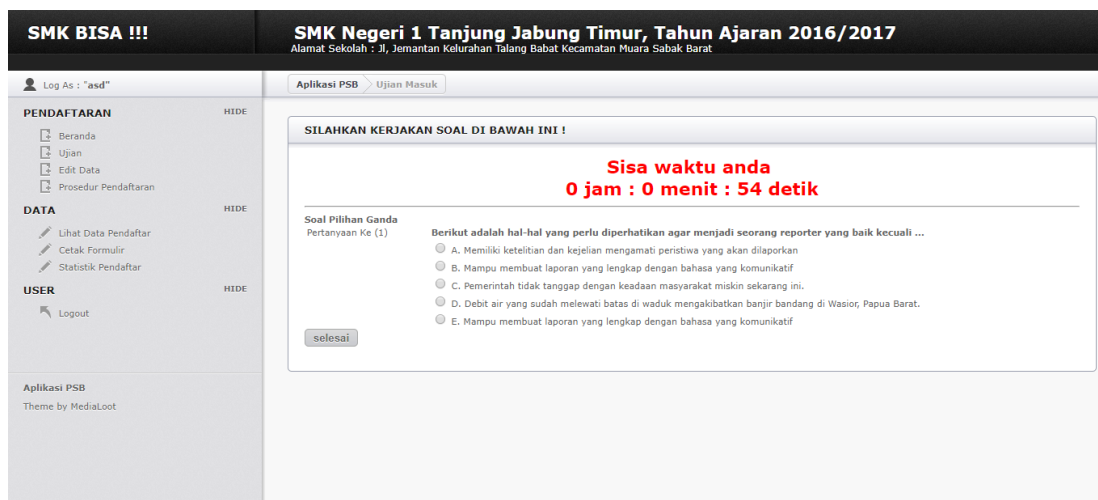 SMK BISA !!!
SMK Negeri 1 Tanjung Jabung Timur, Tahun Ajaran 2016/2017
Alamat Sekolah : Jl, Jemantan Kelurahan Talang Babat Kecamatan Muara Sabak Barat
Log As : "asd"
Aplikasi PSB Ujian Masuk
PENDAFTARAN HIDE
Beranda
Ujian
Edit Data
Prosedur Pendaftaran
DATA HIDE
Lihat Data Pendaftar
Cetak Formulir
Statistik Pendaftar
USER HIDE
Logout
Aplikasi PSB
Theme by MediaLoot
SILAHKAN KERJAKAN SOAL DI BAWAH INI !
Sisa waktu anda
0 jam : 0 menit : 54 detik
Soal Pilihan Ganda
Pertanyaan Ke (1) Berikut adalah hal-hal yang perlu diperhatikan agar menjadi seorang reporter yang baik kecuali ...
A. Memiliki ketelitian dan kejelian mengamati peristiwa yang akan dilaporkan
B. Mampu membuat laporan yang lengkap dengan bahasa yang komunikatif
C. Pemerintah tidak tanggap dengan keadaan masyarakat miskin sekarang ini.
D. Debit air yang sudah melewati batas di waduk mengakibatkan banjir bandang di Wasior, Papua Barat.
E. Mampu membuat laporan yang lengkap dengan bahasa yang komunikatif
selesai